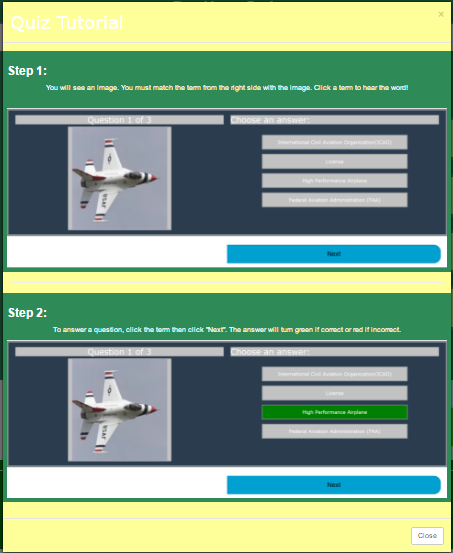 Quiz Tutorial
×
Step 1:
You will see an image. You must match the term from the right side with the image. Click a term to hear the word!
Question 1 of 3
Choose an answer:
International Civil Aviation Organization(ICAO)
License
High Performance Airplane
Federal Aviation Administration (FAA)
USAF
Next
Step 2:
To answer a question, click the term then click "Next". The answer will turn green if correct or red if incorrect.
Question 1 of 3
Choose an answer:
International Civil Aviation Organization(ICAO)
License
High Performance Airplane
Federal Aviation Administration (FAA)
USAF
Next
Close